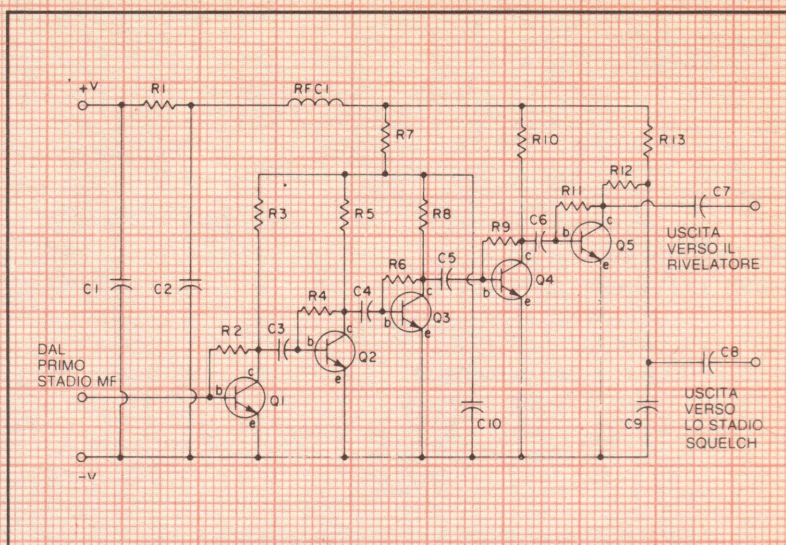 +V
R1
RFC1
R7
R10
R13
R3
R5
R8
R12
R11
C7
C6
R9
Q5
USCITA
VERSO IL
RIVELATORE
C5
Q4
R6
C4
Q3
R4
C1
C2
R2
C3
Q2
DAL
PRIMO
STADIO MF
Q1
C10
C9
C8
USCITA
VERSO
LO STADIO
SQUELCH
-V
b
c
e
b
c
e
b
c
e
b
c
e
b
c
e